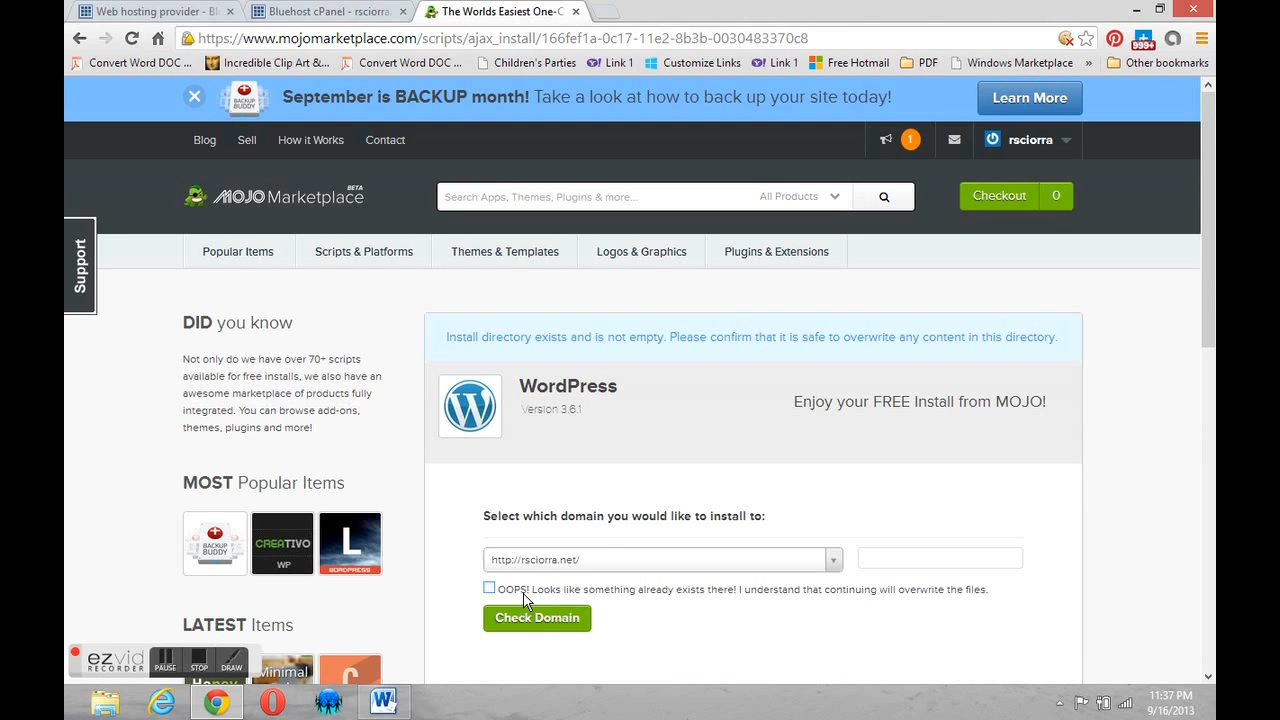 Web hosting provider - Bl
Bluehost cPanel - rsciorra.
The Worlds Easiest One-C
https://www.mojomarketplace.com/scripts/ajax_install/166fef1a-0c17-11e2-8b3b-0030483370c8
999+
Convert Word DOC ...
Incredible Clip Art &...
Convert Word DOC ...
Children's Parties
Link 1
Customize Links
Link 1
Free Hotmail
PDF
Windows Marketplace
»
Other bookmarks
BACKUP BUDDY
September is BACKUP month! Take a look at how to back up your site today!
Learn More
Blog
Sell
How it Works
Contact
1
rsciorra
MOJO Marketplace BETA
Search Apps, Themes, Plugins & more...
All Products
Checkout
0
Support
Popular Items
Scripts & Platforms
Themes & Templates
Logos & Graphics
Plugins & Extensions
DID you know
Not only do we have over 70+ scripts
available for free installs, we also have an
awesome marketplace of products fully
integrated. You can browse add-ons,
themes, plugins and more!
Install directory exists and is not empty. Please confirm that it is safe to overwrite any content in this directory.
WordPress
Version 3.6.1
Enjoy your FREE Install from MOJO!
MOST Popular Items
BACKUP BUDDY
CREATIVO
WP
L
WORDPRESS
Select which domain you would like to install to:
http://rsciorra.net/
OOPS! Looks like something already exists there! I understand that continuing will overwrite the files.
Check Domain
LATEST Items
Minimal
ezvid
RECORDER
PAUSE
STOP
DRAW
11:37 PM
9/16/2013